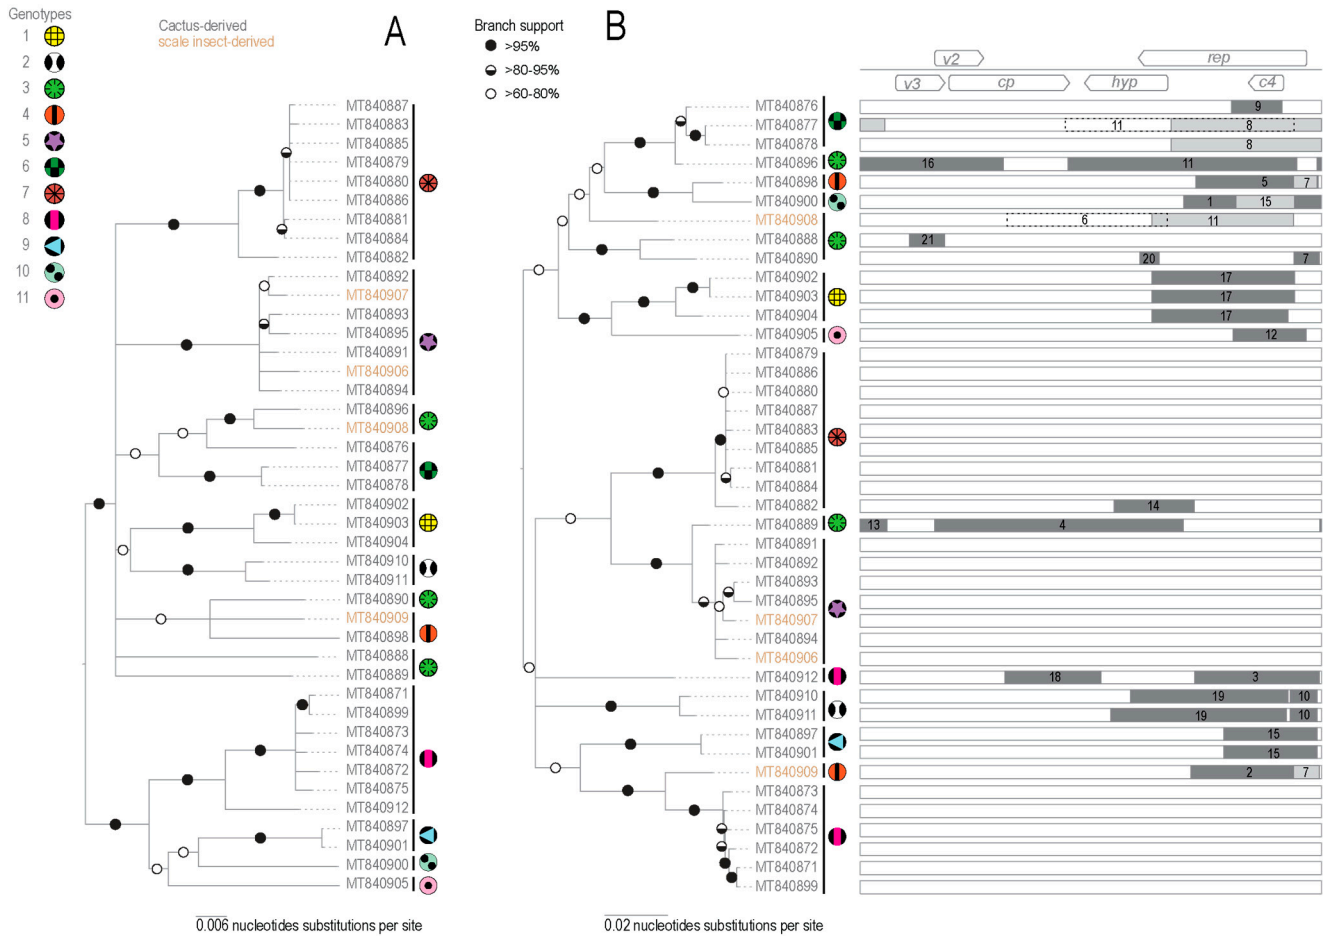 Genotypes
1
2
3
4
5
6
7
8
9
10
11
Cactus-derived
scale insect-derived
A
MT840887
MT840883
MT840885
MT840879
MT840880
MT840886
MT840881
MT840884
MT840882
MT840892
MT840907
MT840893
MT840895
MT840891
MT840906
MT840894
MT840896
MT840908
MT840876
MT840877
MT840878
MT840902
MT840903
MT840904
MT840910
MT840911
MT840890
MT840909
MT840898
MT840888
MT840889
MT840871
MT840899
MT840873
MT840874
MT840872
MT840875
MT840912
MT840897
MT840901
MT840900
MT840905
0.006 nucleotides substitutions per site
Branch support
>95%
>80-95%
>60-80%
B
v2 rep
v3 cp hyp c4
MT840876 9
MT840877 11 8
MT840878 8
MT840896 16 11
MT840898 5 7
MT840900 1 15
MT840908 6 11
MT840888 21
MT840890 20 7
MT840902 17
MT840903 17
MT840904 17
MT840905 12
MT840879
MT840886
MT840880
MT840887
MT840883
MT840885
MT840881
MT840884
MT840882 14
MT840889 13 4
MT840891
MT840892
MT840893
MT840895
MT840907
MT840894
MT840906
MT840912 18 3
MT840910 19 10
MT840911 19 10
MT840897 15
MT840901 15
MT840909 2 7
MT840873
MT840874
MT840875
MT840872
MT840871
MT840899
0.02 nucleotides substitutions per site